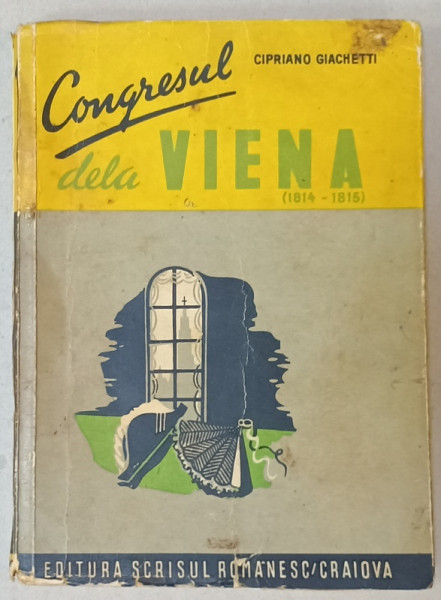 CIPRIANO GIACHETTI
Congresul
dela VIENA
(1814 - 1815)
EDITURA SCRISUL ROMÂNESC/CRAIOVA